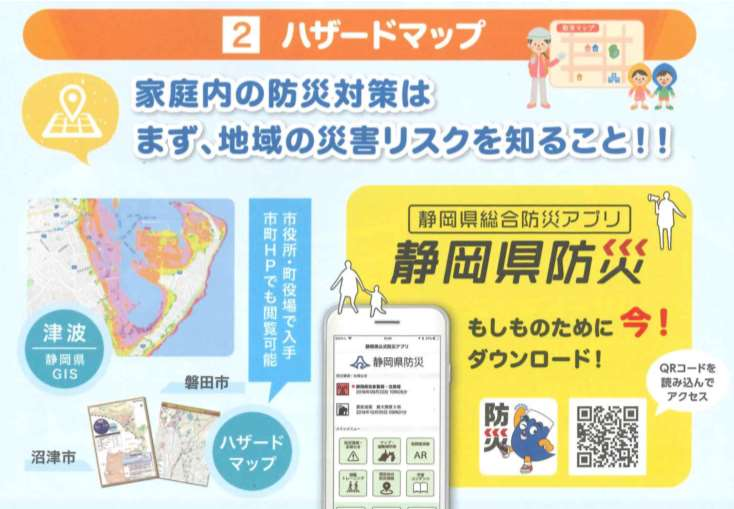 2 ハザードマップ
防災マップ
家庭内の防災対策は
まず、地域の災害リスクを知ること!!
市役所・町役場で入手
市町HPでも閲覧可能
津波
静岡県
GIS
磐田市
沼津市
ハザード
マップ
静岡県総合防災アプリ
静岡県防災
もしものために 今!
ダウンロード!
QRコードを
読み込んで
アクセス
防災
静岡県防災
AR